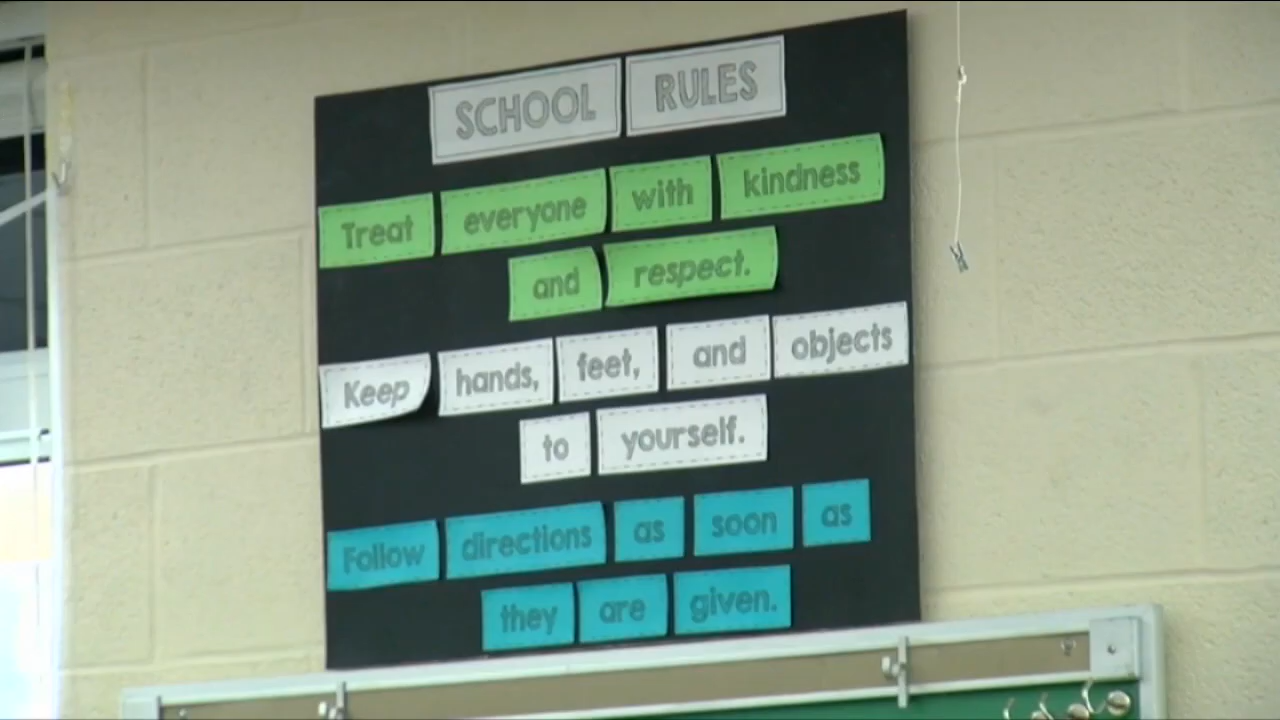 SCHOOL RULES
Treat everyone with kindness
and respect.
Keep hands, feet, and objects
to yourself.
Follow directions as soon as
they are given.